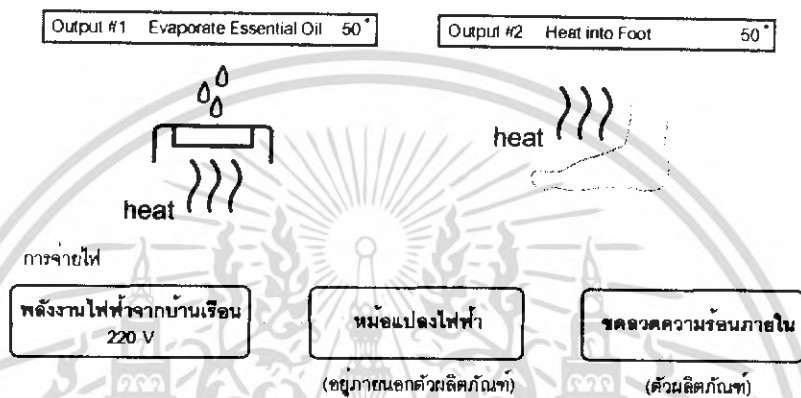 Output #1 Evaporate Essential Oil 50°
Output #2 Heat into Foot 50°
heat
heat
การจ่ายไฟ
พลังงานไฟฟ้าจากบ้านเรือน
220 V
หม้อแปลงไฟฟ้า
ขดลวดความร้อนภายใน
(อยู่ภายนอกตัวผลิตภัณฑ์)
(ตัวผลิตภัณฑ์)